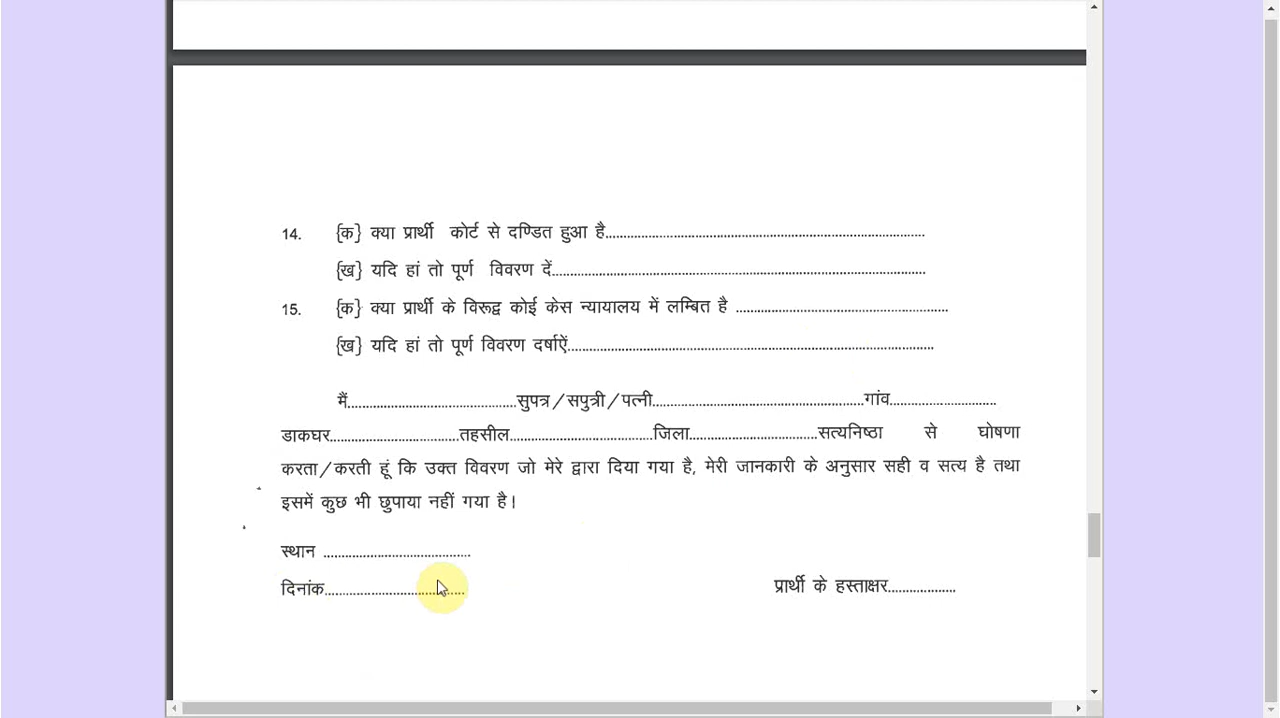 14. {क} क्या प्रार्थी कोर्ट से दण्डित हुआ है......................................................................................
{ख} यदि हां तो पूर्ण विवरण दें.....................................................................................................
15. {क} क्या प्रार्थी के विरूद्व कोई केस न्यायालय में लम्बित है .........................................................
{ख} यदि हां तो पूर्ण विवरण दर्षाऐं..................................................................................................
मैं..............................................सुपत्र/सपुत्री/पत्नी.........................................................गांव.............................
डाकघर...................................तहसील.......................................जिला...................................सत्यनिष्ठा से घोषणा
करता/करती हूं कि उक्त विवरण जो मेरे द्वारा दिया गया है, मेरी जानकारी के अनुसार सही व सत्य है तथा
इसमें कुछ भी छुपाया नहीं गया है।
स्थान ........................................
दिनांक...................................... प्रार्थी के हस्ताक्षर...................